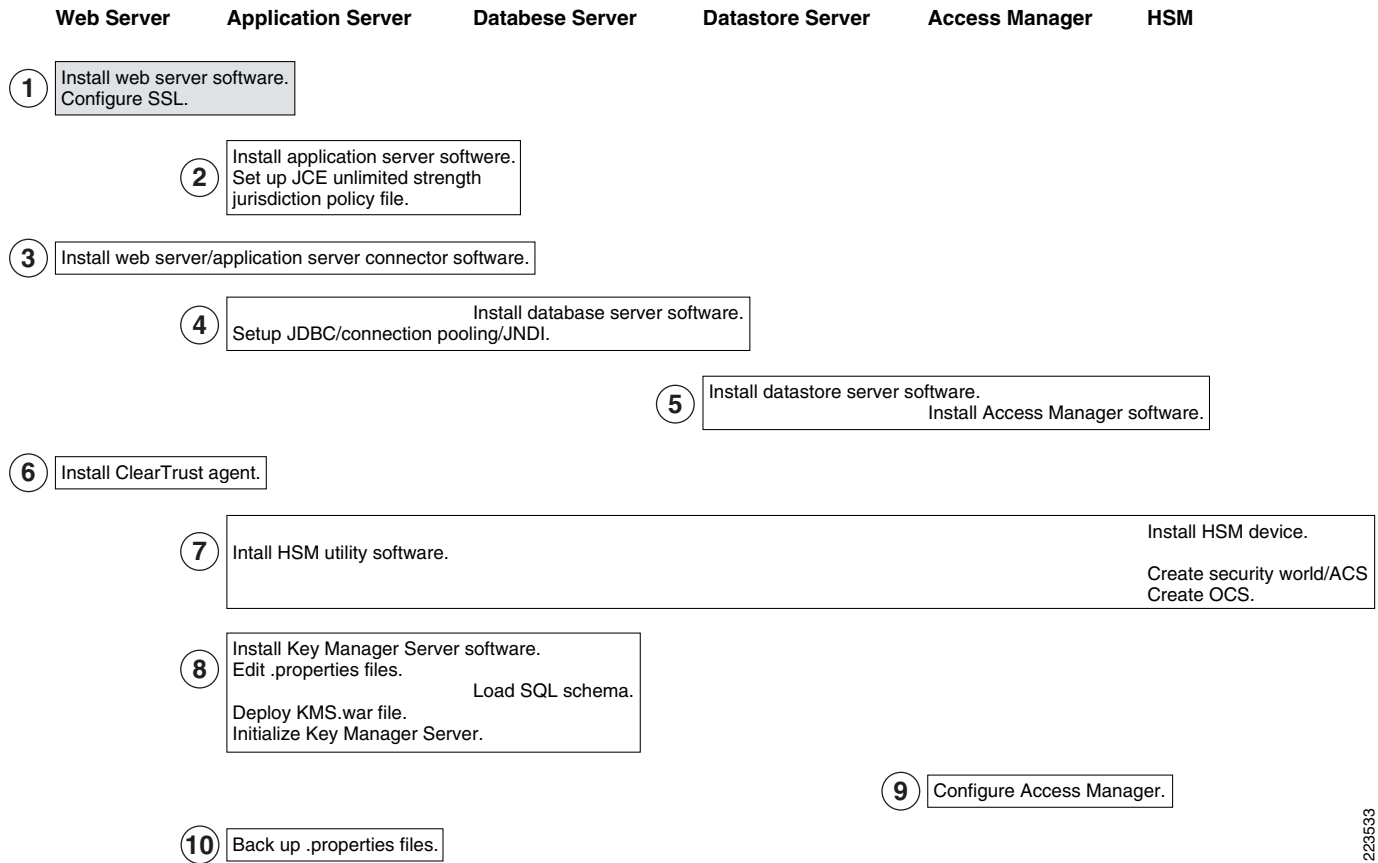 Web Server Application Server Databese Server Datastore Server Access Manager HSM
1
Install web server software.
Configure SSL.
2
Install application server softwere.
Set up JCE unlimited strength
jurisdiction policy file.
3
Install web server/application server connector software.
4
Install database server software.
Setup JDBC/connection pooling/JNDI.
5
Install datastore server software.
Install Access Manager software.
6
Install ClearTrust agent.
7
Install HSM device.
Intall HSM utility software.
Create security world/ACS
Create OCS.
8
Install Key Manager Server software.
Edit .properties files.
Load SQL schema.
Deploy KMS.war file.
Initialize Key Manager Server.
9
Configure Access Manager.
10
Back up .properties files.
223533